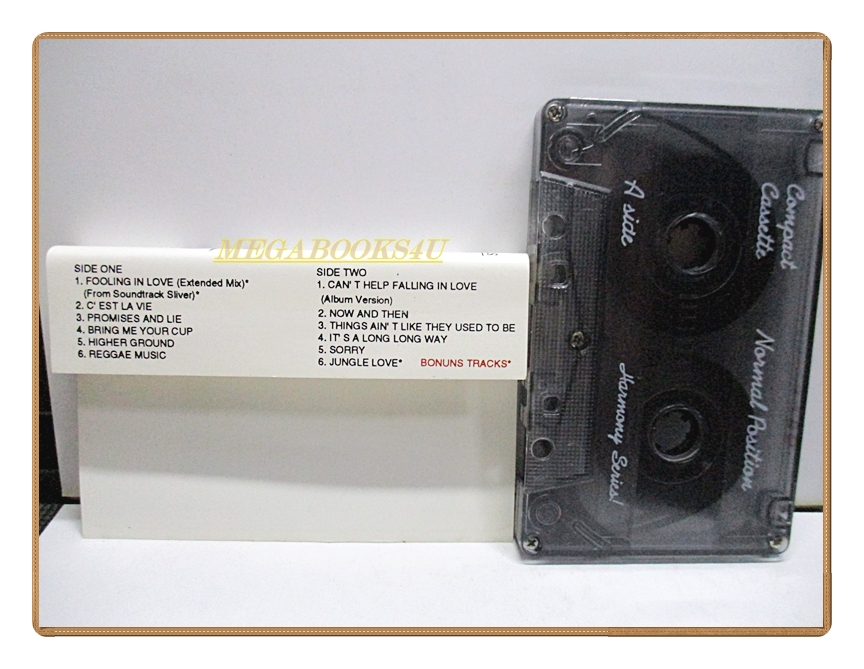 MEGABOOKS4U
SIDE ONE
1. FOOLING IN LOVE (Extended Mix)*
(From Soundtrack Sliver)*
2. C' EST LA VIE
3. PROMISES AND LIE
4. BRING ME YOUR CUP
5. HIGHER GROUND
6. REGGAE MUSIC
SIDE TWO
1. CAN' T HELP FALLING IN LOVE
(Album Version)
2. NOW AND THEN
3. THINGS AIN' T LIKE THEY USED TO BE
4. IT' S A LONG LONG WAY
5. SORRY
6. JUNGLE LOVE* BONUNS TRACKS*
Compact
Cassette
Normal Position
A side
Harmony Series!